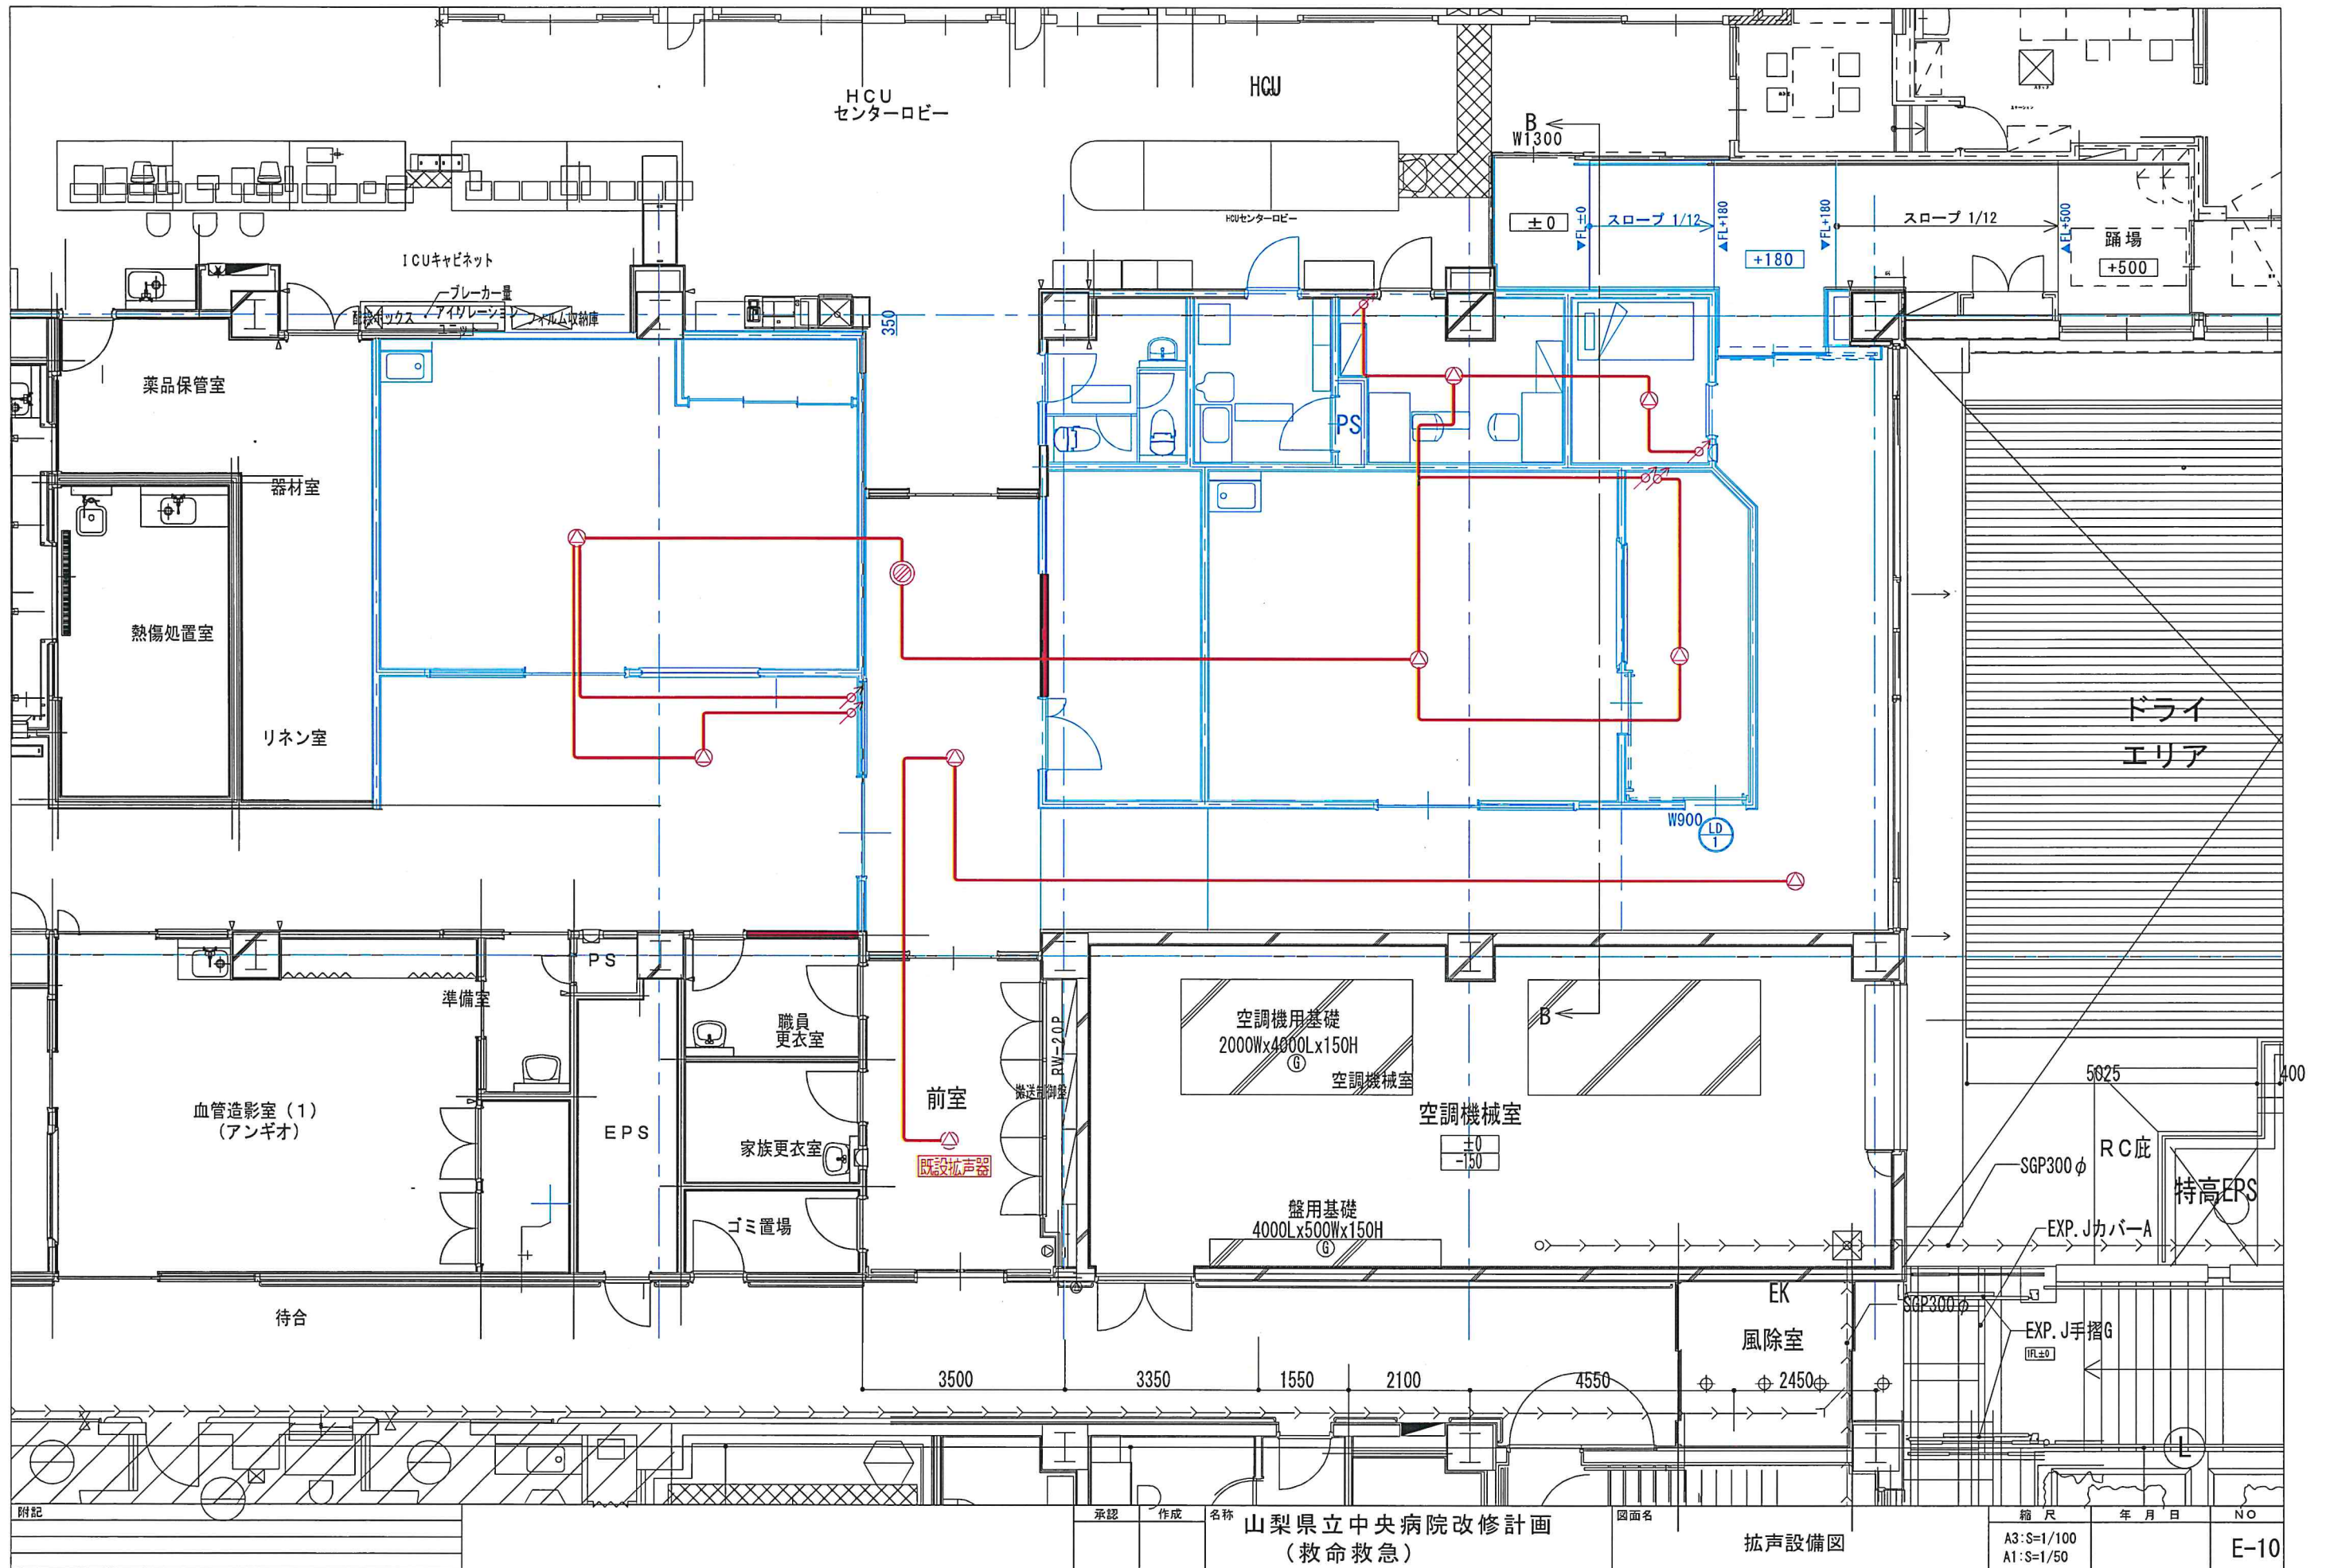 HCU
センターロビー
HCU
B
W1300
HCUセンターロビー
±0
▼FL±0
スロープ 1/12
▲FL+180
+180
▼FL+180
スロープ 1/12
▲FL+500
踊場
+500
ICUキャビネット
ブレーカー量
配線ボックス
アイソレーション
ユニット
フィルム収納庫
350
薬品保管室
器材室
PS
熱傷処置室
リネン室
ドライ
エリア
W900
LD
1
PS
準備室
職員
更衣室
RW-20P
空調機用基礎
2000Wx4000Lx150H
G
空調機械室
B
5025
400
血管造影室（1）
（アンギオ）
EPS
家族更衣室
前室
搬送制御盤
既設拡声器
空調機械室
±0
-150
SGP300φ
RC庇
特高EPS
ゴミ置場
盤用基礎
4000Lx500Wx150H
G
EXP.JカバーA
待合
EK
風除室
SGP300φ
EXP.J手摺G
1FL±0
3500
3350
1550
2100
4550
2450
L
附記
承認
作成
名称
山梨県立中央病院改修計画
（救命救急）
図面名
拡声設備図
縮尺
A3:S=1/100
A1:S=1/50
年月日
NO
E-10